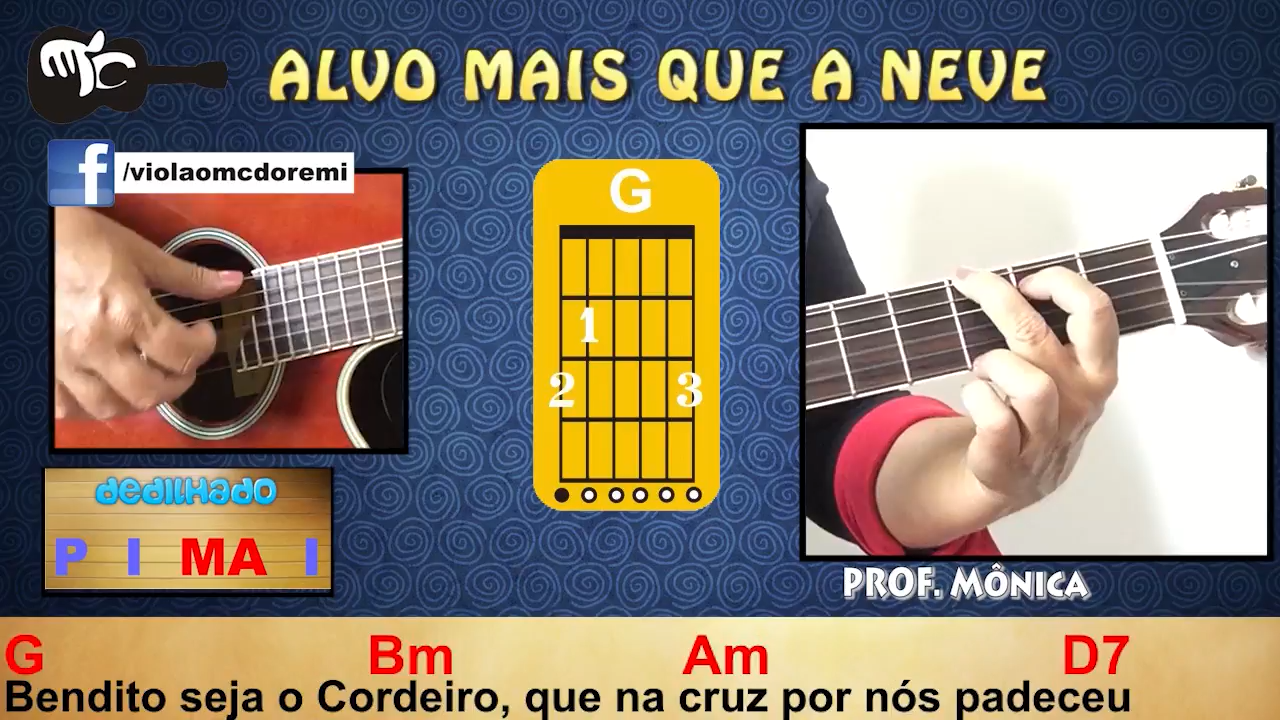 mc
ALVO MAIS QUE A NEVE
f /violaomcdoremi
G
1
2 3
dedilhado
P I MA I
PROF. MÔNICA
G Bm Am D7
Bendito seja o Cordeiro, que na cruz por nós padeceu